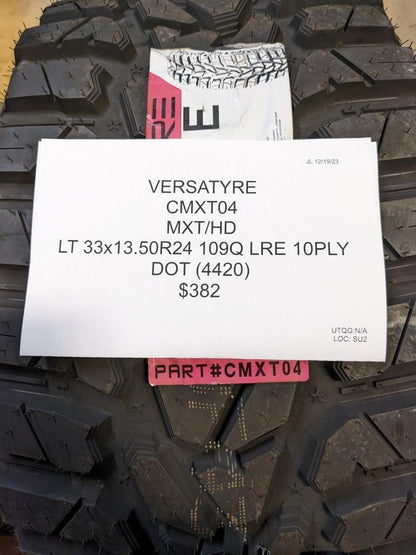 RE
E
JL 12/19/23
VERSATYRE
CMXT04
MXT/HD
LT 33x13.50R24 109Q LRE 10PLY
DOT (4420)
$382
UTQG:N/A
LOC: SU2
PART#CMXT04